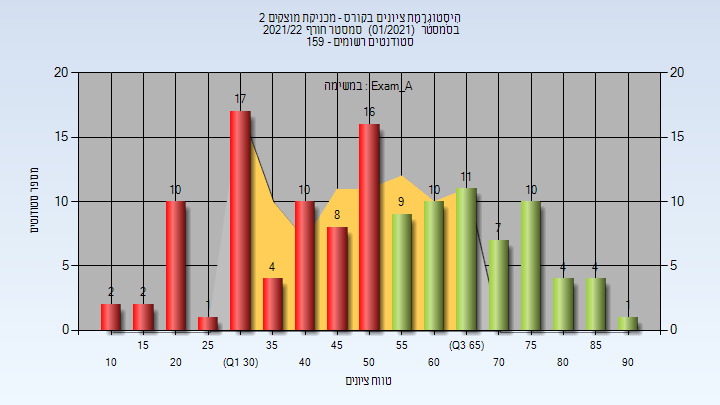 היסטוגרמת ציונים בקורס - מכניקת מוצקים 2
בסמסטר (01/2021) סמסטר חורף 2021/22
סטודנטים רשומים - 159
במשימה : Exam_A
מספר סטודנטים
20 15 10 5 0
2 2 10 1 17 4 10 8 16 9 10 11 7 10 4 4 1
20 15 10 5 0
15 25 35 45 55 (Q3 65) 75 85
10 20 (Q1 30) 40 50 60 70 80 90
טווח ציונים